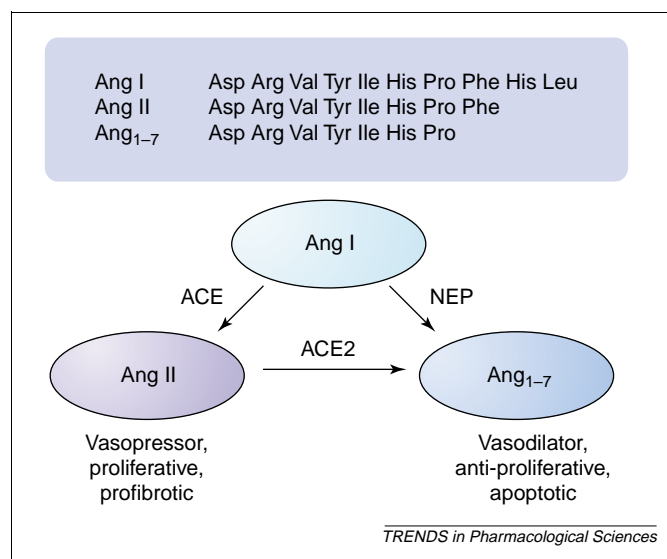 Ang I Asp Arg Val Tyr Ile His Pro Phe His Leu
Ang II Asp Arg Val Tyr Ile His Pro Phe
Ang1–7 Asp Arg Val Tyr Ile His Pro
Ang I
ACE
NEP
Ang II
ACE2
Ang1–7
Vasopressor,
proliferative,
profibrotic
Vasodilator,
anti-proliferative,
apoptotic
TRENDS in Pharmacological Sciences